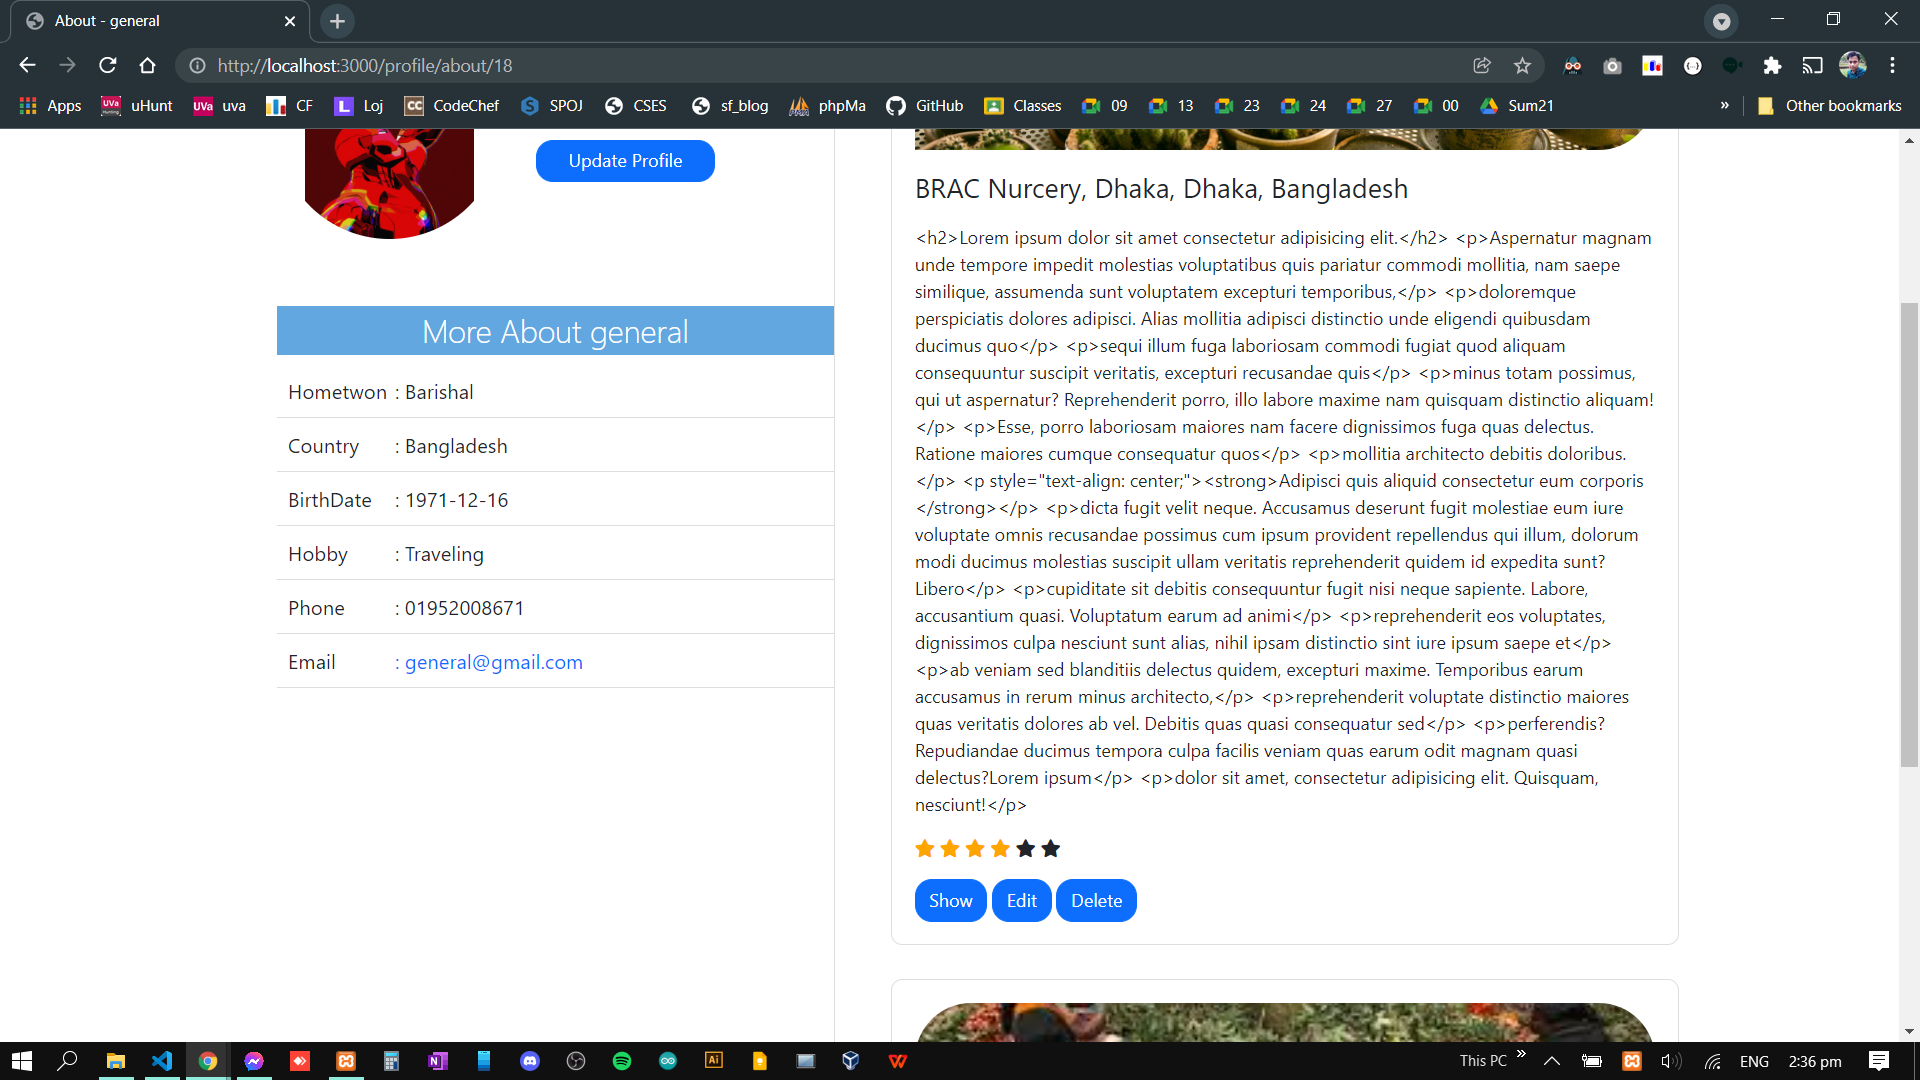 About - general
http://localhost:3000/profile/about/18
Apps uHunt uva CF Loj CodeChef SPOJ CSES sf_blog phpMa GitHub Classes 09 13 23 24 27 00 Sum21 » Other bookmarks
Update Profile
More About general
Hometwon : Barishal
Country : Bangladesh
BirthDate : 1971-12-16
Hobby : Traveling
Phone : 01952008671
Email : general@gmail.com
BRAC Nurcery, Dhaka, Dhaka, Bangladesh
<h2>Lorem ipsum dolor sit amet consectetur adipisicing elit.</h2> <p>Aspernatur magnam
unde tempore impedit molestias voluptatibus quis pariatur commodi mollitia, nam saepe
similique, assumenda sunt voluptatem excepturi temporibus,</p> <p>doloremque
perspiciatis dolores adipisci. Alias mollitia adipisci distinctio unde eligendi quibusdam
ducimus quo</p> <p>sequi illum fuga laboriosam commodi fugiat quod aliquam
consequuntur suscipit veritatis, excepturi recusandae quis</p> <p>minus totam possimus,
qui ut aspernatur? Reprehenderit porro, illo labore maxime nam quisquam distinctio aliquam!
</p> <p>Esse, porro laboriosam maiores nam facere dignissimos fuga quas delectus.
Ratione maiores cumque consequatur quos</p> <p>mollitia architecto debitis doloribus.
</p> <p style="text-align: center;"><strong>Adipisci quis aliquid consectetur eum corporis
</strong></p> <p>dicta fugit velit neque. Accusamus deserunt fugit molestiae eum iure
voluptate omnis recusandae possimus cum ipsum provident repellendus qui illum, dolorum
modi ducimus molestias suscipit ullam veritatis reprehenderit quidem id expedita sunt?
Libero</p> <p>cupiditate sit debitis consequuntur fugit nisi neque sapiente. Labore,
accusantium quasi. Voluptatum earum ad animi</p> <p>reprehenderit eos voluptates,
dignissimos culpa nesciunt sunt alias, nihil ipsam distinctio sint iure ipsum saepe et</p>
<p>ab veniam sed blanditiis delectus quidem, excepturi maxime. Temporibus earum
accusamus in rerum minus architecto,</p> <p>reprehenderit voluptate distinctio maiores
quas veritatis dolores ab vel. Debitis quas quasi consequatur sed</p> <p>perferendis?
Repudiandae ducimus tempora culpa facilis veniam quas earum odit magnam quasi
delectus?Lorem ipsum</p> <p>dolor sit amet, consectetur adipisicing elit. Quisquam,
nesciunt!</p>
Show Edit Delete
This PC » ENG 2:36 pm